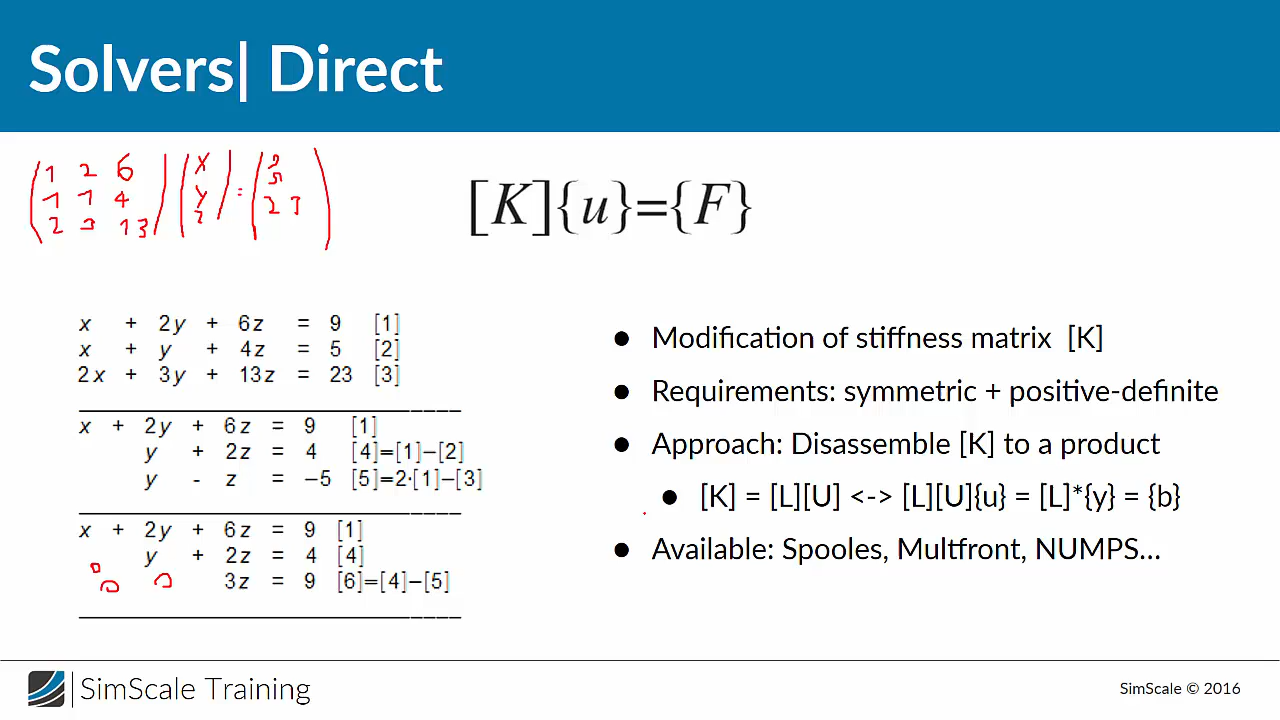 Solvers| Direct
1 2 6 x 9
1 1 4 y = 5
2 3 13 z 23
[K]{u}={F}
x + 2y + 6z = 9 [1]
x + y + 4z = 5 [2]
2x + 3y + 13z = 23 [3]
x + 2y + 6z = 9 [1]
y + 2z = 4 [4]=[1]−[2]
y - z = −5 [5]=2·[1]−[3]
x + 2y + 6z = 9 [1]
y + 2z = 4 [4]
0
0 0 3z = 9 [6]=[4]−[5]
● Modification of stiffness matrix [K]
● Requirements: symmetric + positive-definite
● Approach: Disassemble [K] to a product
● [K] = [L][U] <-> [L][U]{u} = [L]*{y} = {b}
● Available: Spooles, Multfront, NUMPS...
SimScale Training
SimScale © 2016